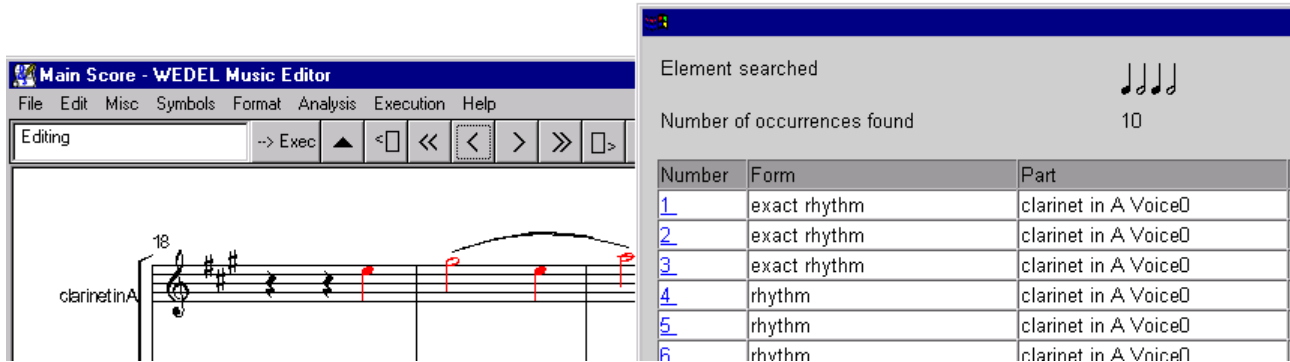 Main Score - WEDEL Music Editor
File Edit Misc Symbols Format Analysis Execution Help
Editing
--> Exec
18
clarinetinA
Element searched
Number of occurrences found 10
Number Form Part
1 exact rhythm clarinet in A Voice0
2 exact rhythm clarinet in A Voice0
3 exact rhythm clarinet in A Voice0
4 rhythm clarinet in A Voice0
5 rhythm clarinet in A Voice0
6 rhythm clarinet in A Voice0